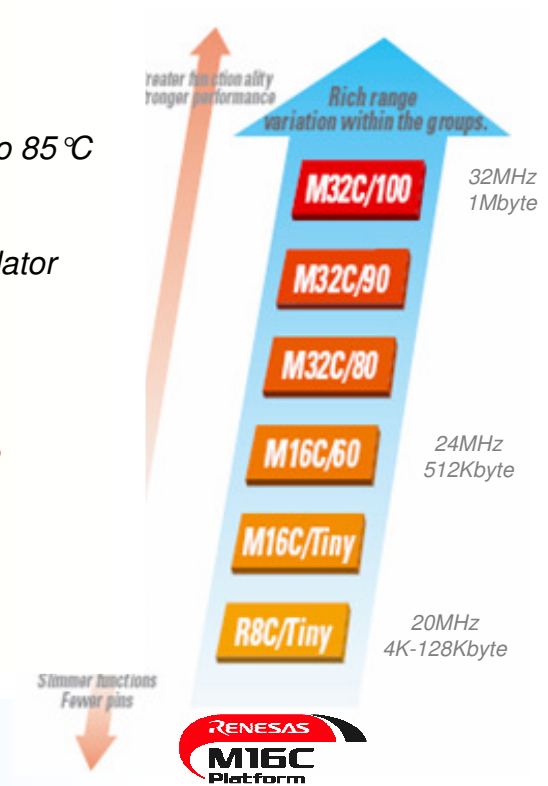 o 85°C
lator
reater functionality
ronger performance
Rich range
variation within the groups.
M32C/100
32MHz
1Mbyte
M32C/90
M32C/80
M16C/60
24MHz
512Kbyte
M16C/Tiny
R8C/Tiny
20MHz
4K-128Kbyte
Slimmer functions
Fewer pins
RENESAS
M16C
Platform